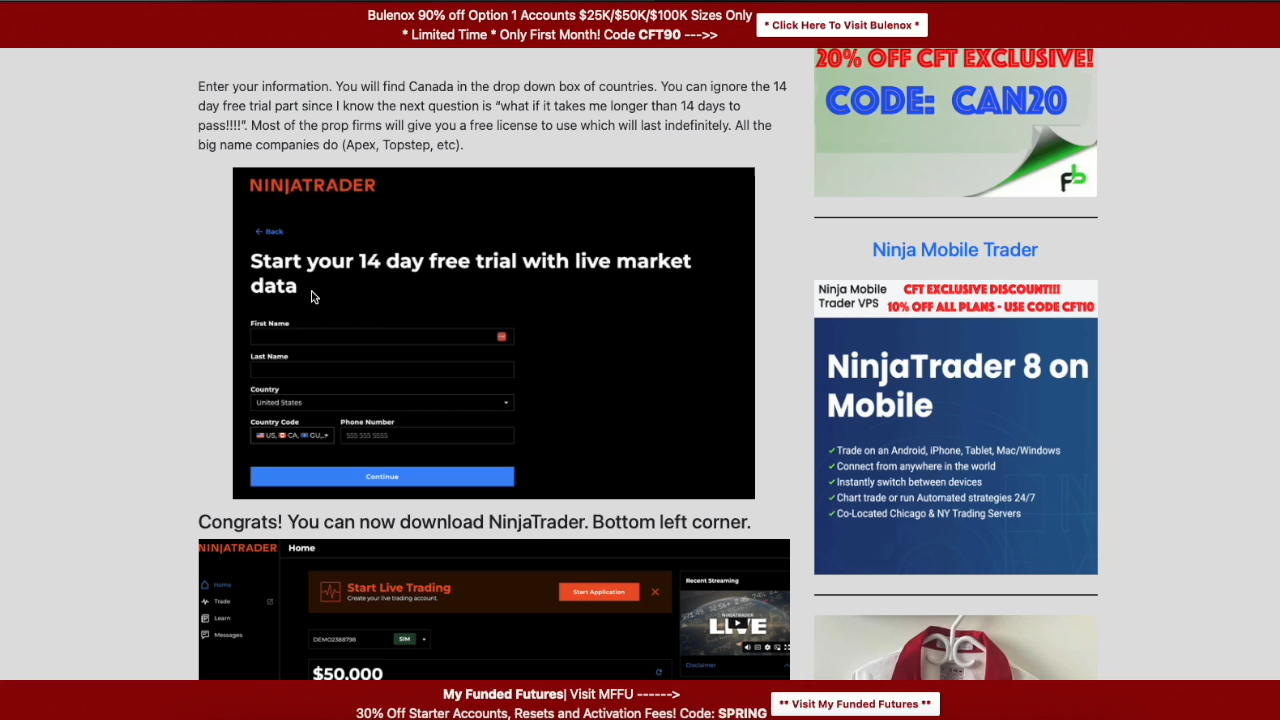 Bulenox 90% off Option 1 Accounts $25K/$50K/$100K Sizes Only
* Limited Time * Only First Month! Code CFT90 --->>
* Click Here To Visit Bulenox *
Enter your information. You will find Canada in the drop down box of countries. You can ignore the 14
day free trial part since I know the next question is “what if it takes me longer than 14 days to
pass!!!!”. Most of the prop firms will give you a free license to use which will last indefinitely. All the
big name companies do (Apex, Topstep, etc).
NINJATRADER
Back
Start your 14 day free trial with live market
data
First Name
Last Name
Country
United States
Country Code
Phone Number
US, CA, GU,..
555 555 5555
Continue
Congrats! You can now download NinjaTrader. Bottom left corner.
NINJATRADER
Home
Home
Trade
Learn
Messages
Start Live Trading
Create your live trading account.
Start Application
DEMO2388798
SIM
$50,000
Recent Streaming
NINJATRADER
LIVE
Disclaimer
20% OFF CFT EXCLUSIVE!
CODE: CAN20
fb
Ninja Mobile Trader
Ninja Mobile
Trader VPS
CFT EXCLUSIVE DISCOUNT!!!
10% OFF ALL PLANS - USE CODE CFT10
NinjaTrader 8 on
Mobile
✓Trade on an Android, iPhone, Tablet, Mac/Windows
✓Connect from anywhere in the world
✓Instantly switch between devices
✓Chart trade or run Automated strategies 24/7
✓Co-Located Chicago & NY Trading Servers
My Funded Futures| Visit MFFU ------>
30% Off Starter Accounts, Resets and Activation Fees! Code: SPRING
** Visit My Funded Futures **